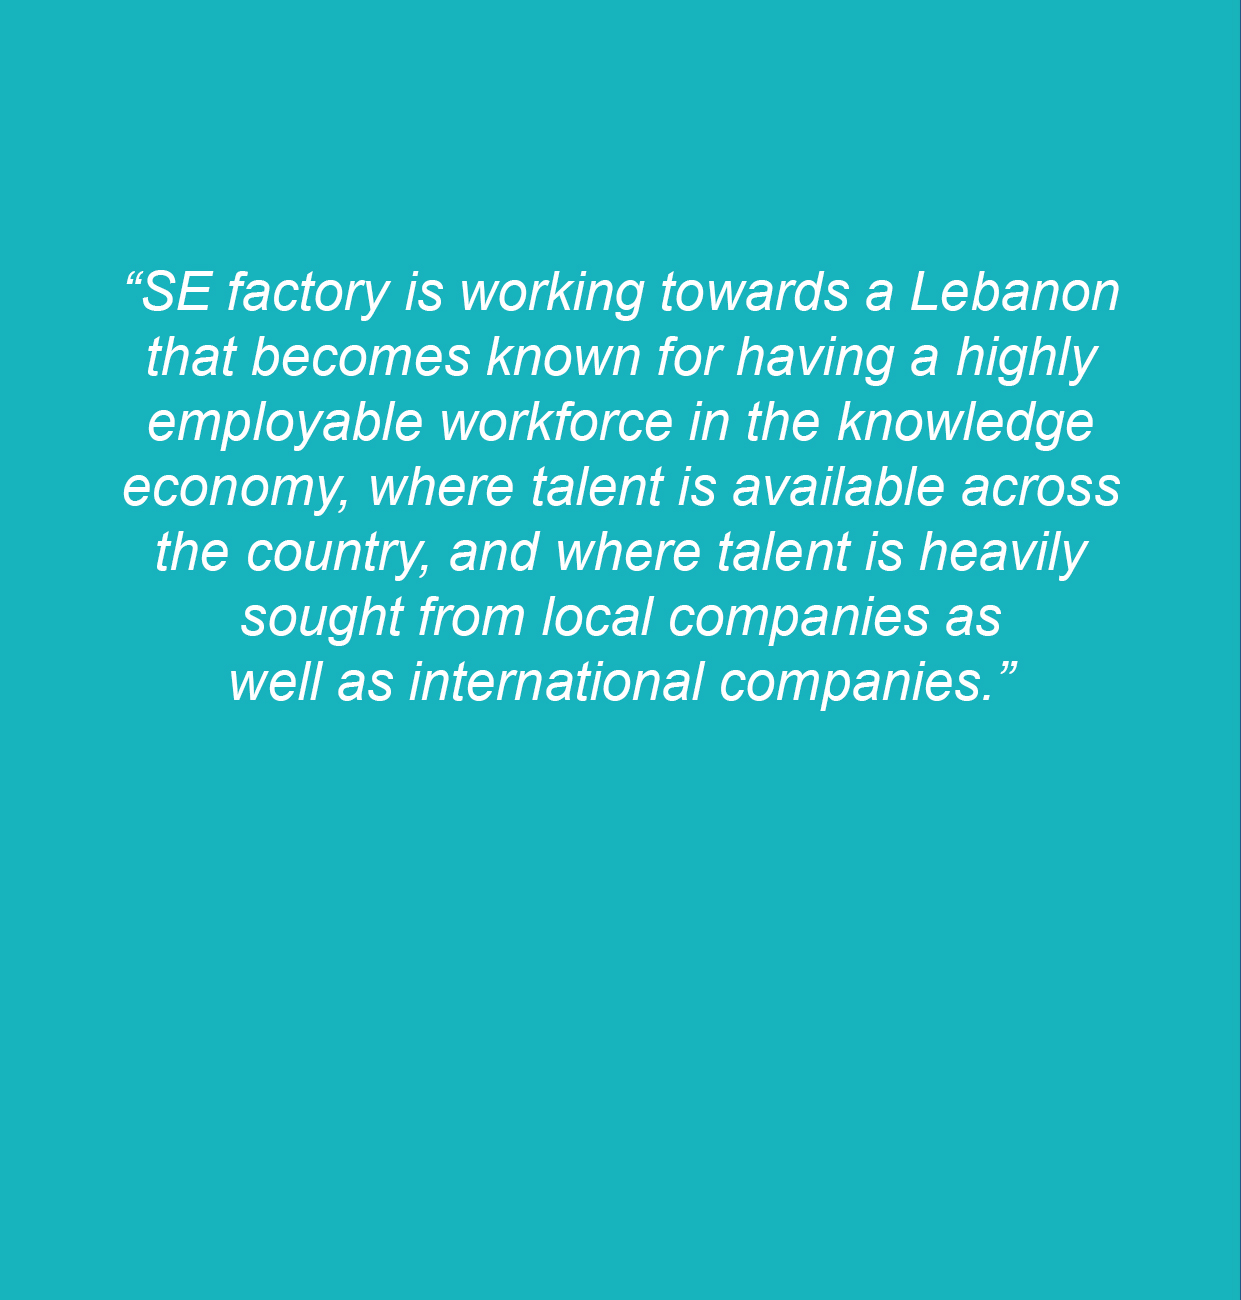 “SE factory is working towards a Lebanon
that becomes known for having a highly
employable workforce in the knowledge
economy, where talent is available across
the country, and where talent is heavily
sought from local companies as
well as international companies.”